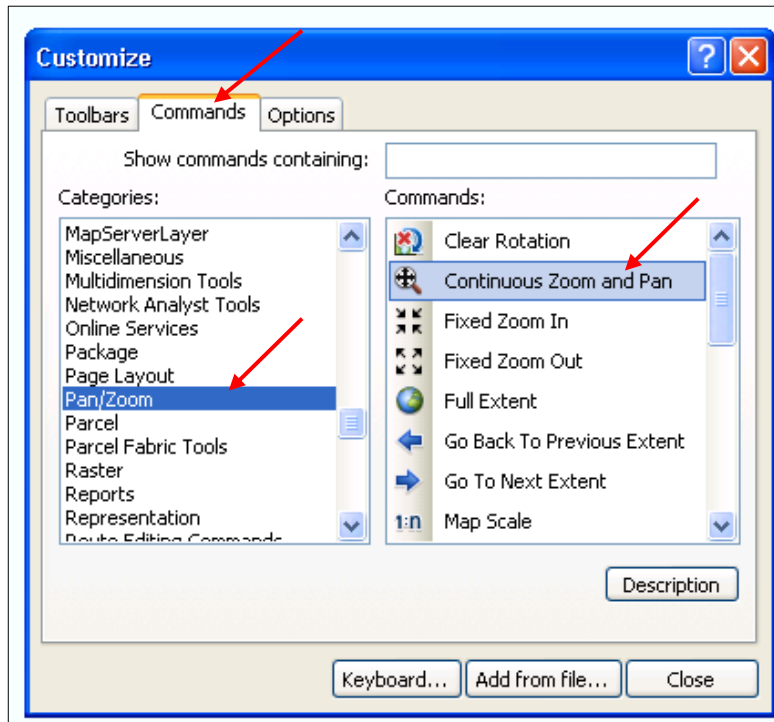 Customize
Toolbars Commands Options
Show commands containing:
Categories:
MapServerLayer
Miscellaneous
Multidimension Tools
Network Analyst Tools
Online Services
Package
Page Layout
Pan/Zoom
Parcel
Parcel Fabric Tools
Raster
Reports
Representation
Route Editing Commands
Commands:
Clear Rotation
Continuous Zoom and Pan
Fixed Zoom In
Fixed Zoom Out
Full Extent
Go Back To Previous Extent
Go To Next Extent
1:n Map Scale
Description
Keyboard... Add from file... Close